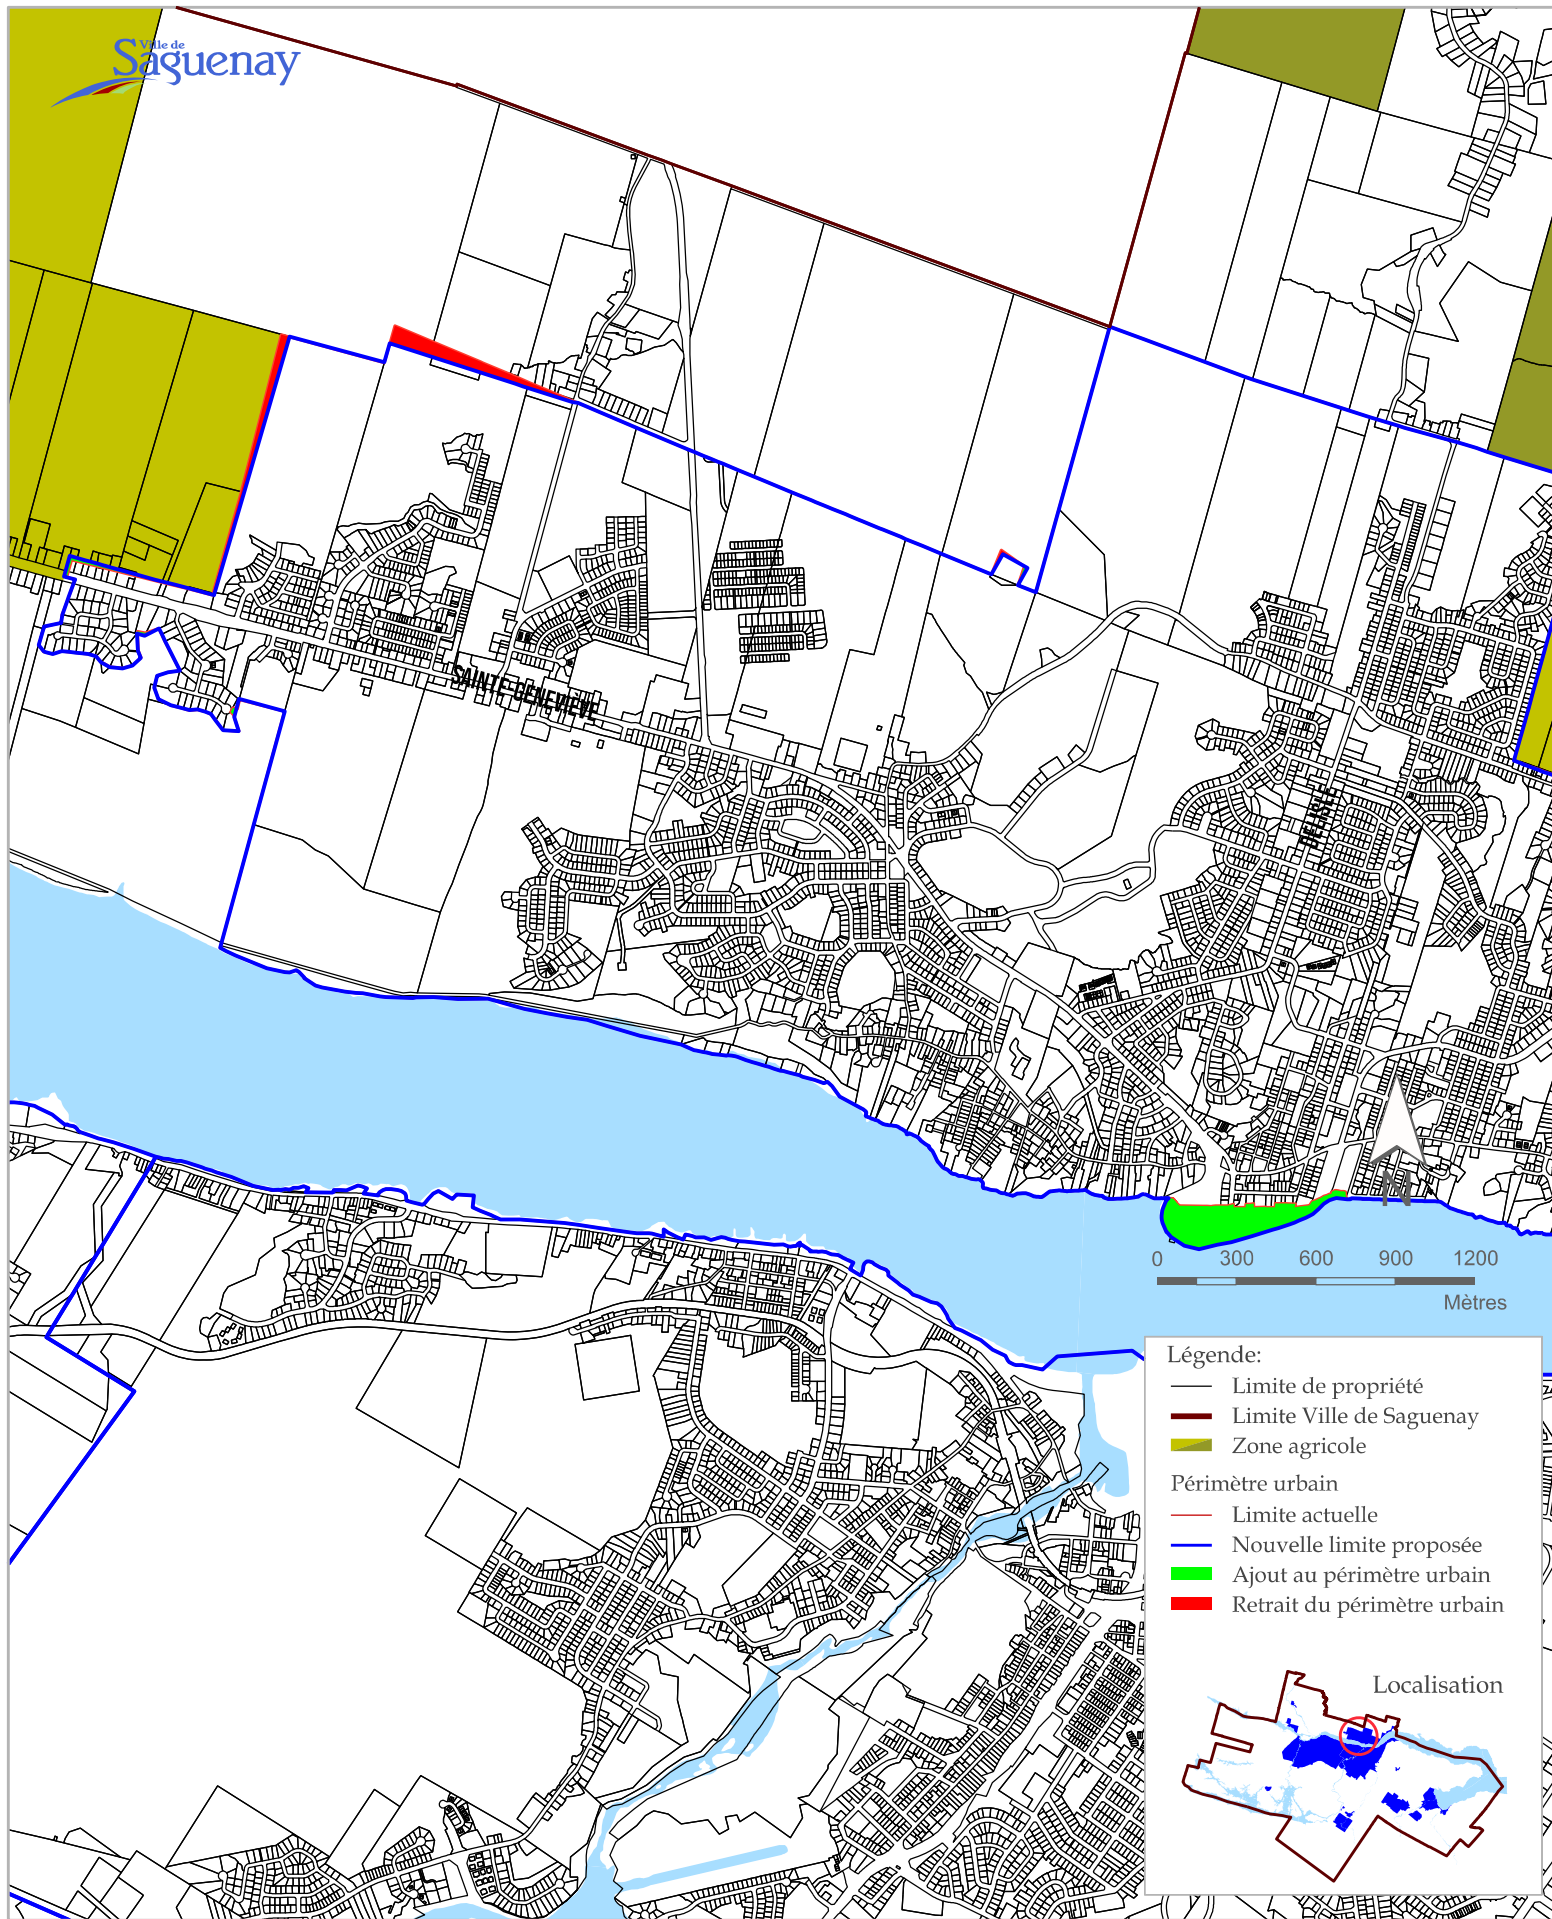 Ville de
Saguenay
SAINTE-GENEVIÈVE
DELISLE
N
0 300 600 900 1200
Mètres
Légende:
Limite de propriété
Limite Ville de Saguenay
Zone agricole
Périmètre urbain
Limite actuelle
Nouvelle limite proposée
Ajout au périmètre urbain
Retrait du périmètre urbain
Localisation